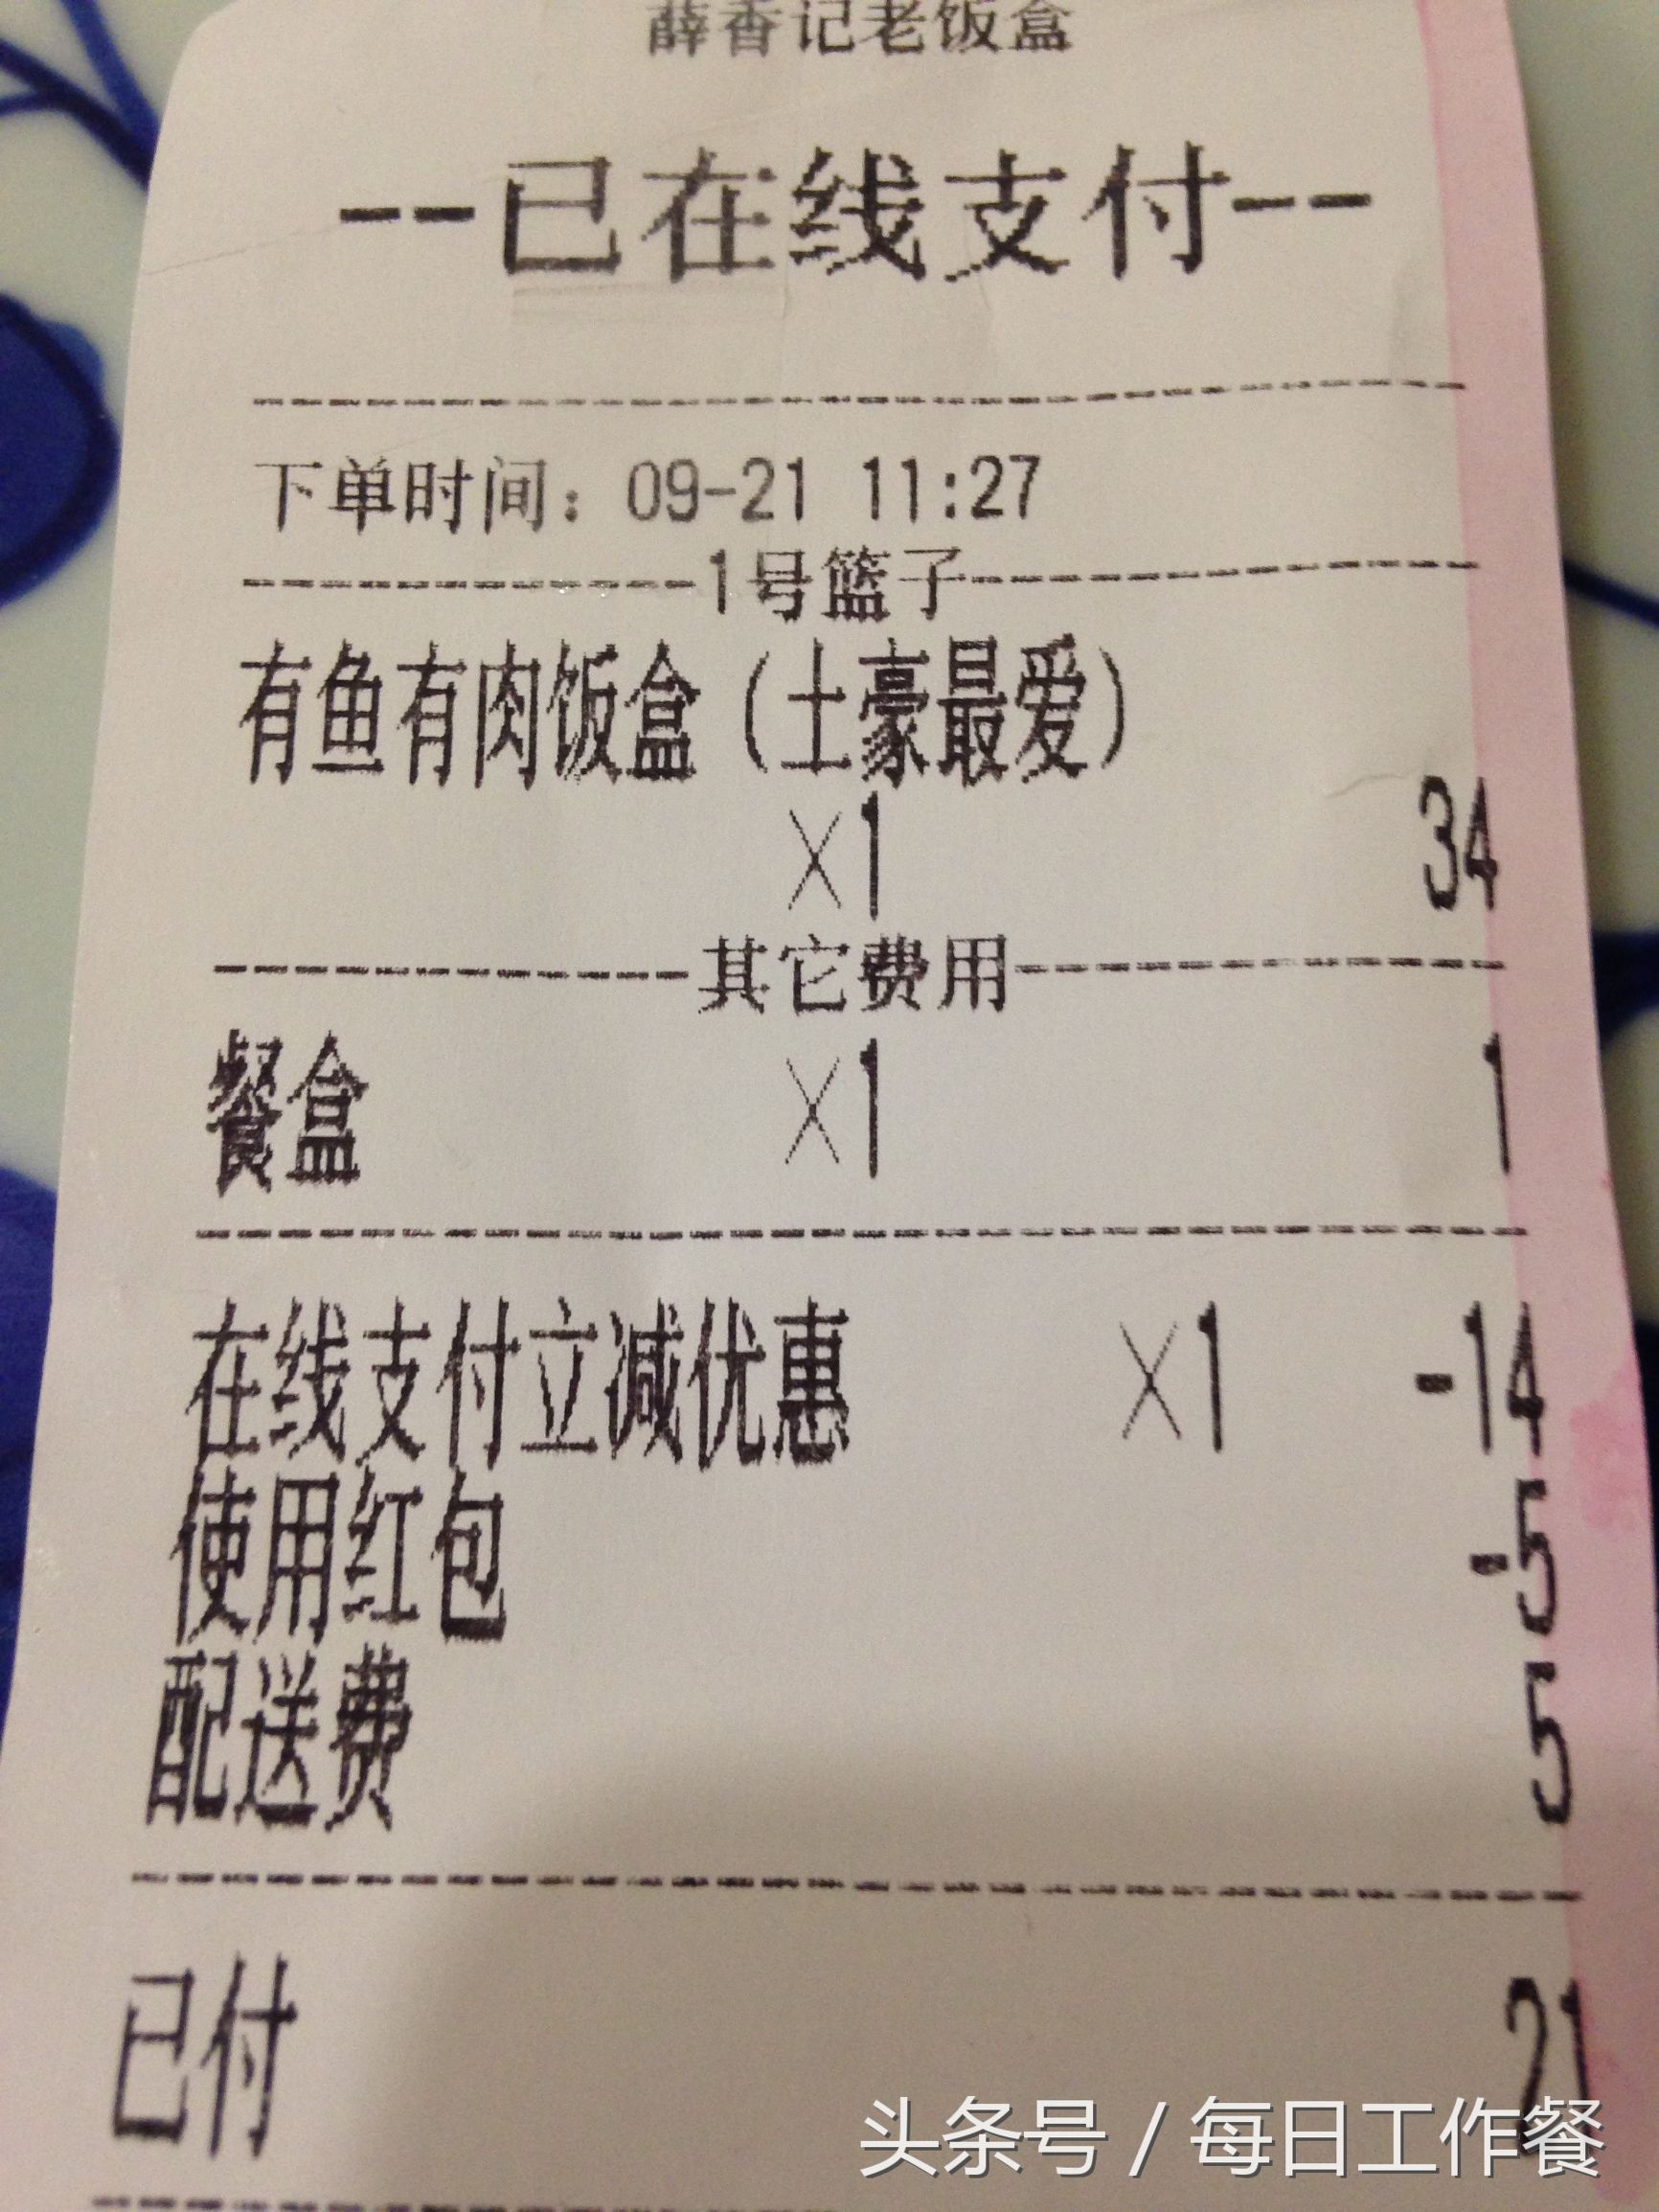 薛香记老饭盒
--已在线支付--
下单时间：09-21 11:27
1号篮子
有鱼有肉饭盒（土豪最爱）
X1 34
其它费用
餐盒 X1 1
在线支付立减优惠 X1 -14
使用红包 -5
配送费 5
已付 21
头条号 / 每日工作餐